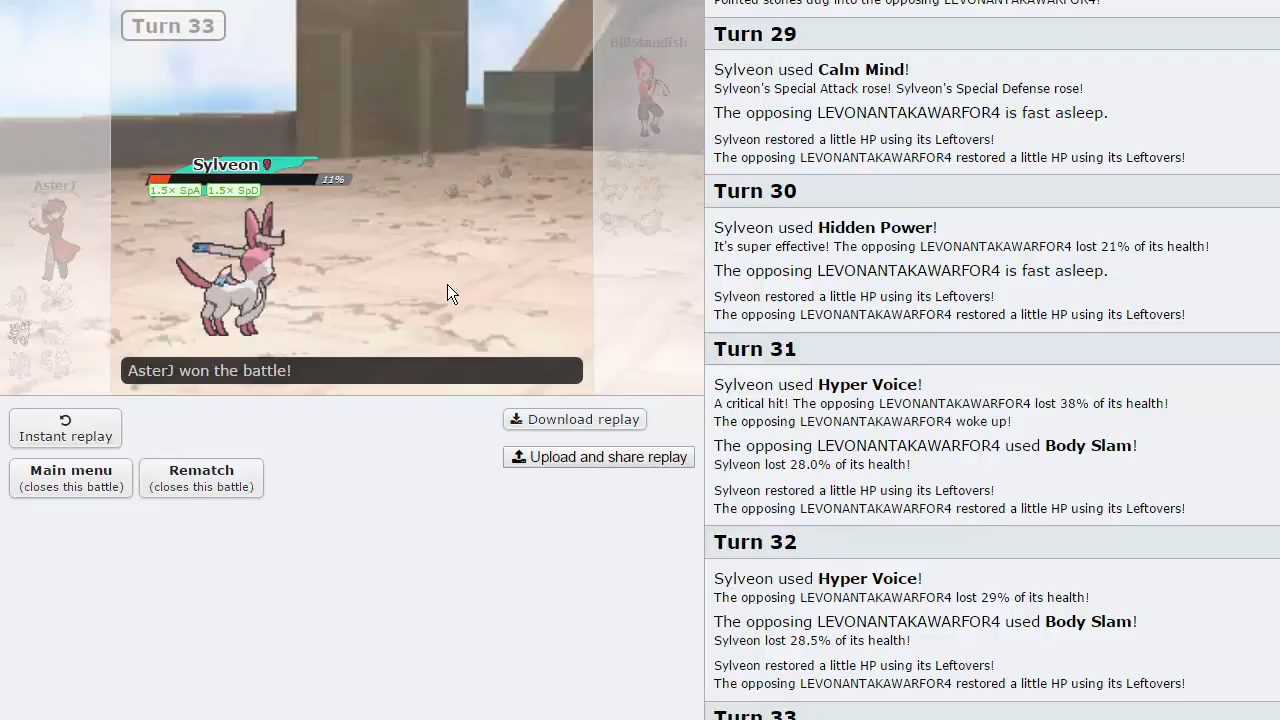 Turn 33
BillStandish
AsterJ
Sylveon
11%
1.5× SpA 1.5× SpD
AsterJ won the battle!
Instant replay
Download replay
Upload and share replay
Main menu
(closes this battle)
Rematch
(closes this battle)
Pointed stones dug into the opposing LEVONANTAKAWARFOR4!
Turn 29
Sylveon used Calm Mind!
Sylveon's Special Attack rose! Sylveon's Special Defense rose!
The opposing LEVONANTAKAWARFOR4 is fast asleep.
Sylveon restored a little HP using its Leftovers!
The opposing LEVONANTAKAWARFOR4 restored a little HP using its Leftovers!
Turn 30
Sylveon used Hidden Power!
It's super effective! The opposing LEVONANTAKAWARFOR4 lost 21% of its health!
The opposing LEVONANTAKAWARFOR4 is fast asleep.
Sylveon restored a little HP using its Leftovers!
The opposing LEVONANTAKAWARFOR4 restored a little HP using its Leftovers!
Turn 31
Sylveon used Hyper Voice!
A critical hit! The opposing LEVONANTAKAWARFOR4 lost 38% of its health!
The opposing LEVONANTAKAWARFOR4 woke up!
The opposing LEVONANTAKAWARFOR4 used Body Slam!
Sylveon lost 28.0% of its health!
Sylveon restored a little HP using its Leftovers!
The opposing LEVONANTAKAWARFOR4 restored a little HP using its Leftovers!
Turn 32
Sylveon used Hyper Voice!
The opposing LEVONANTAKAWARFOR4 lost 29% of its health!
The opposing LEVONANTAKAWARFOR4 used Body Slam!
Sylveon lost 28.5% of its health!
Sylveon restored a little HP using its Leftovers!
The opposing LEVONANTAKAWARFOR4 restored a little HP using its Leftovers!
Turn 33